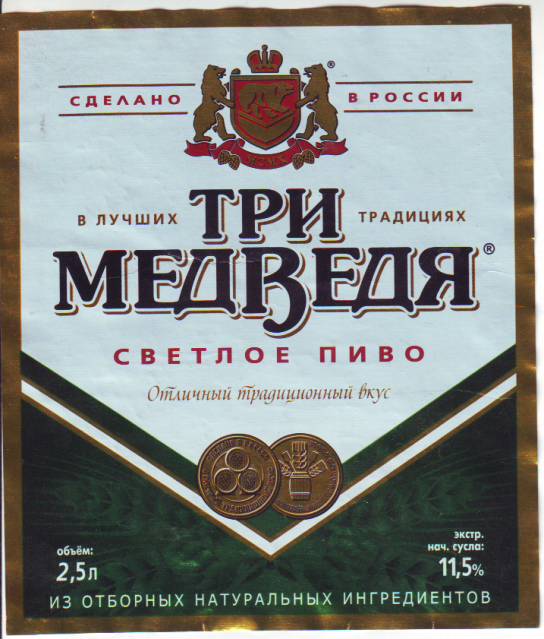 СДЕЛАНО В РОССИИ
®
В ЛУЧШИХ ТРИ ТРАДИЦИЯХ
МЕДВЕДЯ®
СВЕТЛОЕ ПИВО
Отличный традиционный вкус
объём:
2,5л
экстр.
нач. сусла:
11,5%
ИЗ ОТБОРНЫХ НАТУРАЛЬНЫХ ИНГРЕДИЕНТОВ